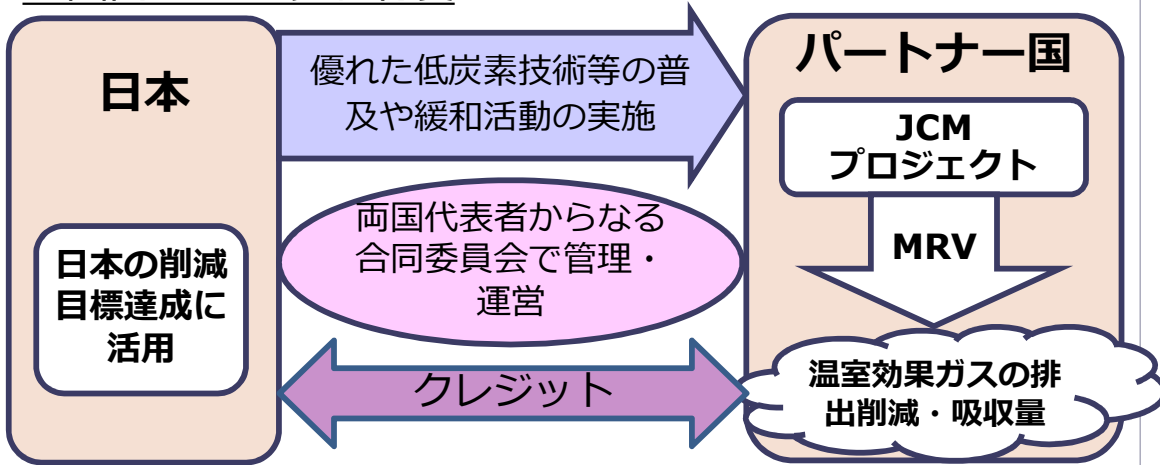 日本
日本の削減
目標達成に
活用
優れた低炭素技術等の普
及や緩和活動の実施
両国代表者からなる
合同委員会で管理・
運営
クレジット
パートナー国
JCM
プロジェクト
MRV
温室効果ガスの排
出削減・吸収量